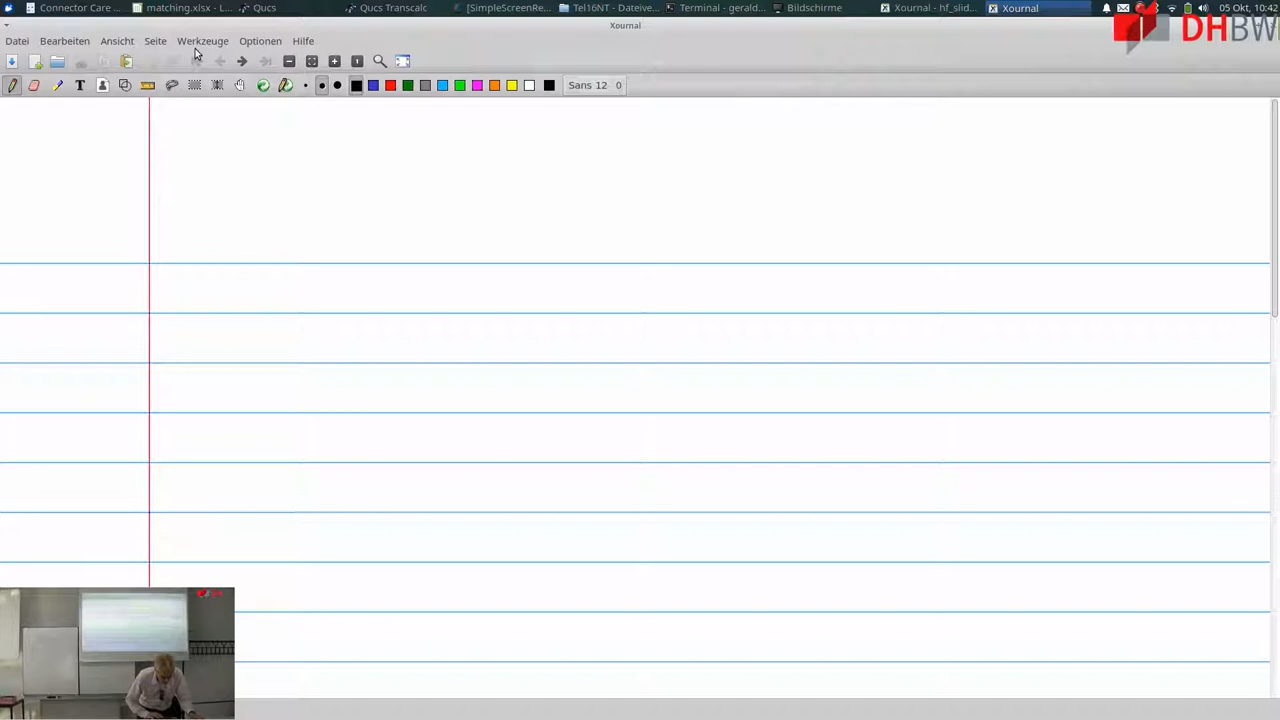 Connector Care ...
matching.xlsx - L...
Qucs
Qucs Transcalc
[SimpleScreenRe...
Tel16NT - Dateive...
Terminal - gerald...
Bildschirme
Xournal - hf_slid...
Xournal
05 Okt, 10:42
Xournal
DHBW
Datei Bearbeiten Ansicht Seite Werkzeuge Optionen Hilfe
Sans 12 0